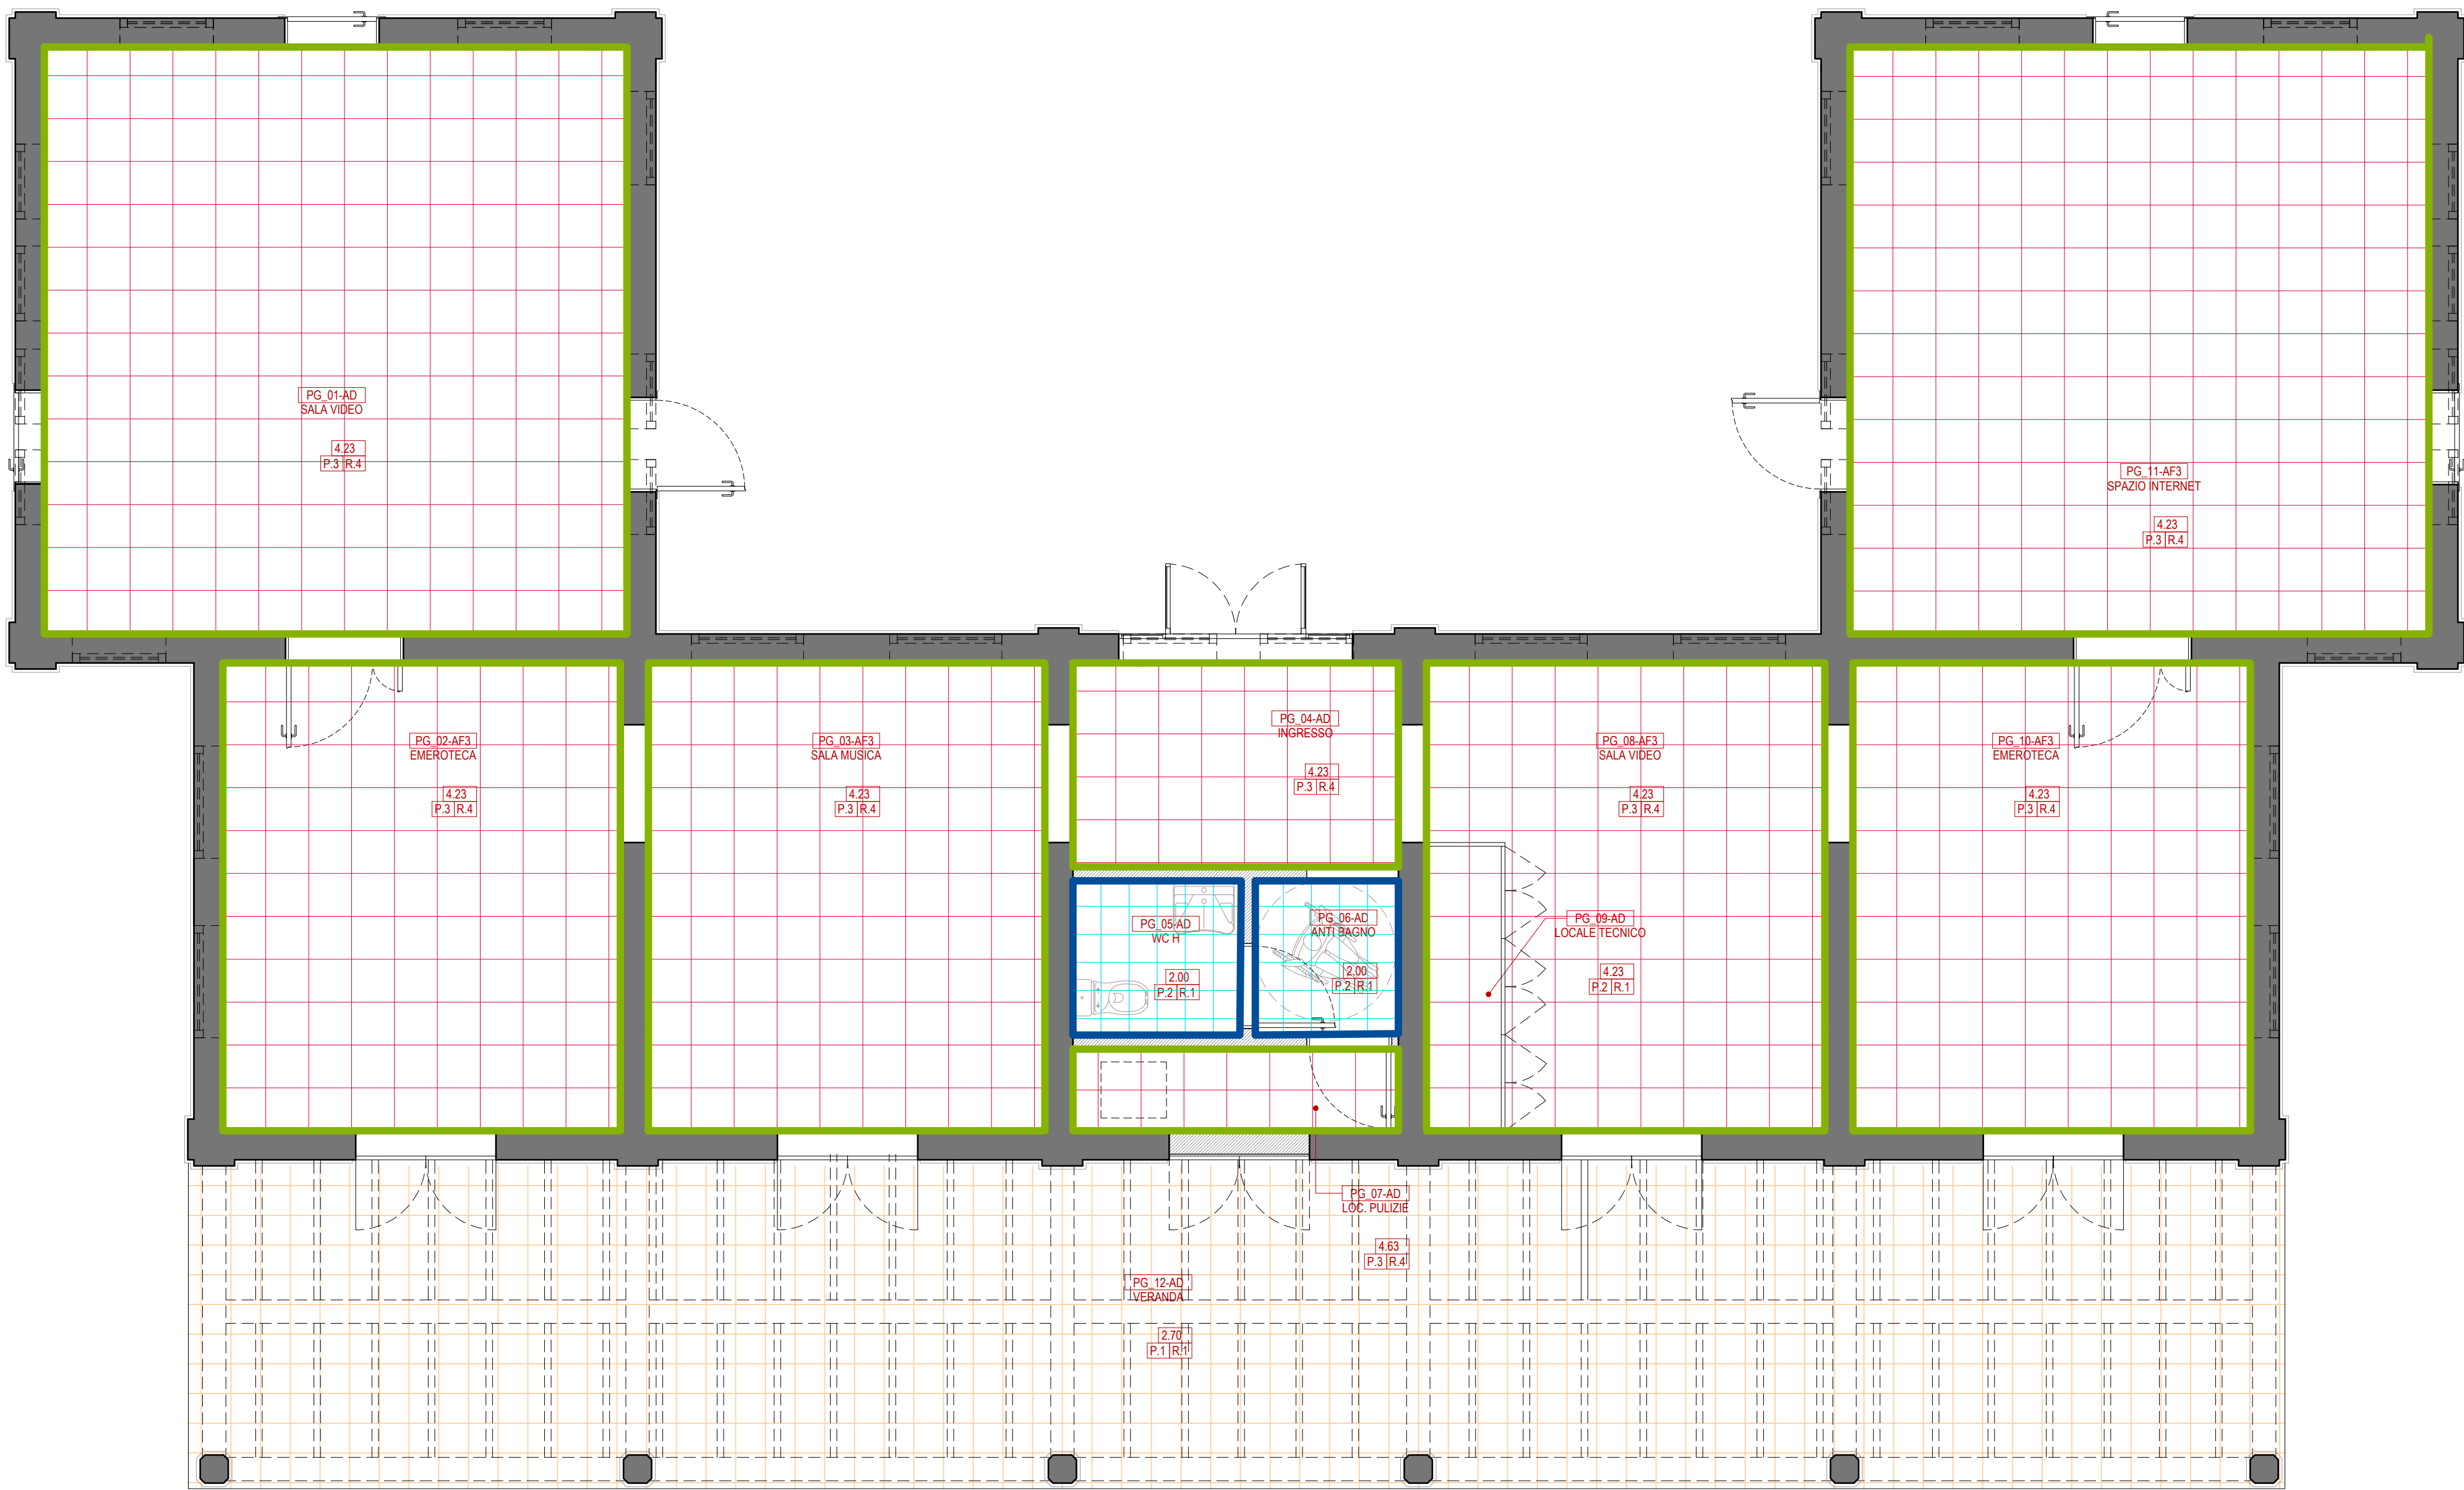 PG_01-AD
SALA VIDEO
4.23
P.3 R.4
PG_11-AF3
SPAZIO INTERNET
4.23
P.3 R.4
PG_02-AF3
EMEROTECA
4.23
P.3 R.4
PG_03-AF3
SALA MUSICA
4.23
P.3 R.4
PG_04-AD
INGRESSO
4.23
P.3 R.4
PG_08-AF3
SALA VIDEO
4.23
P.3 R.4
PG_10-AF3
EMEROTECA
4.23
P.3 R.4
PG_05-AD
WC H
2.00
P.2 R.1
PG_06-AD
ANTI BAGNO
2.00
P.2 R.1
PG_09-AD
LOCALE TECNICO
4.23
P.2 R.1
PG_07-AD
LOC. PULIZIE
4.63
P.3 R.4
PG_12-AD
VERANDA
2.70
P.1 R.1